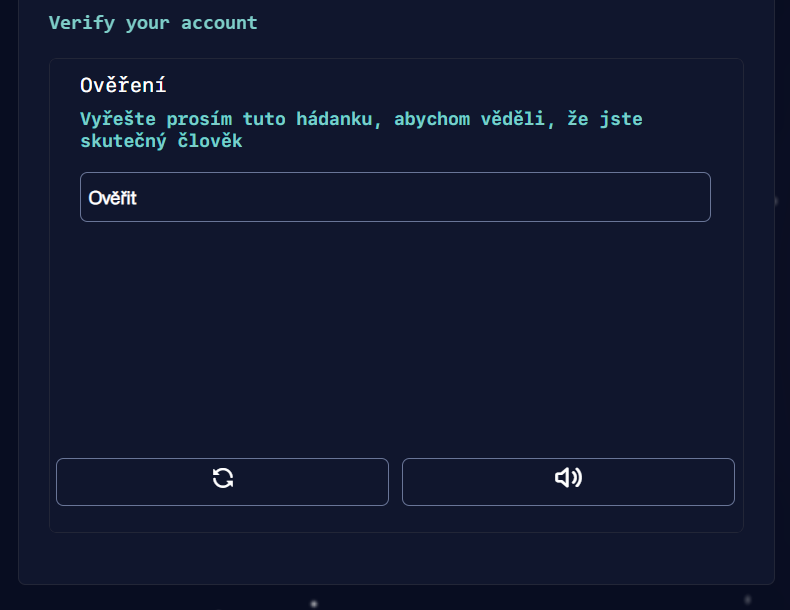 Verify your account
Ověření
Vyřešte prosím tuto hádanku, abychom věděli, že jste
skutečný člověk
Ověřit